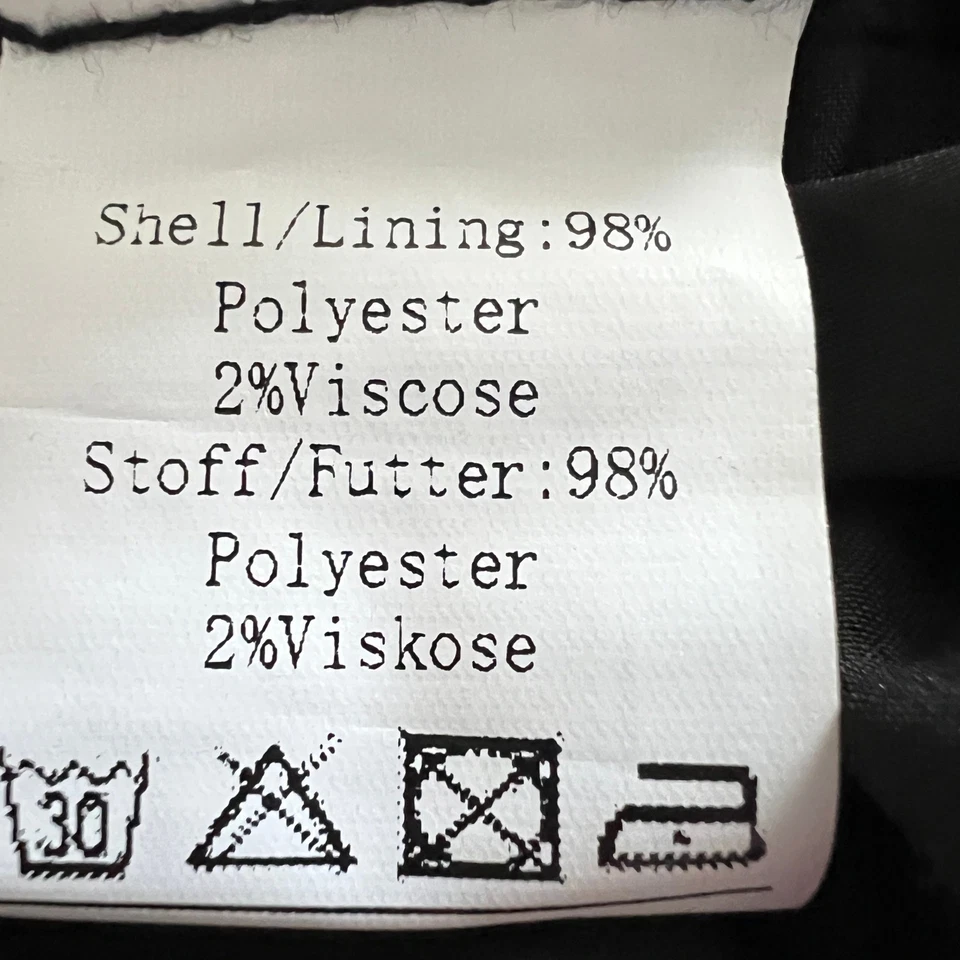 Shell/Lining:98%
Polyester
2%Viscose
Stoff/Futter:98%
Polyester
2%Viskose
30